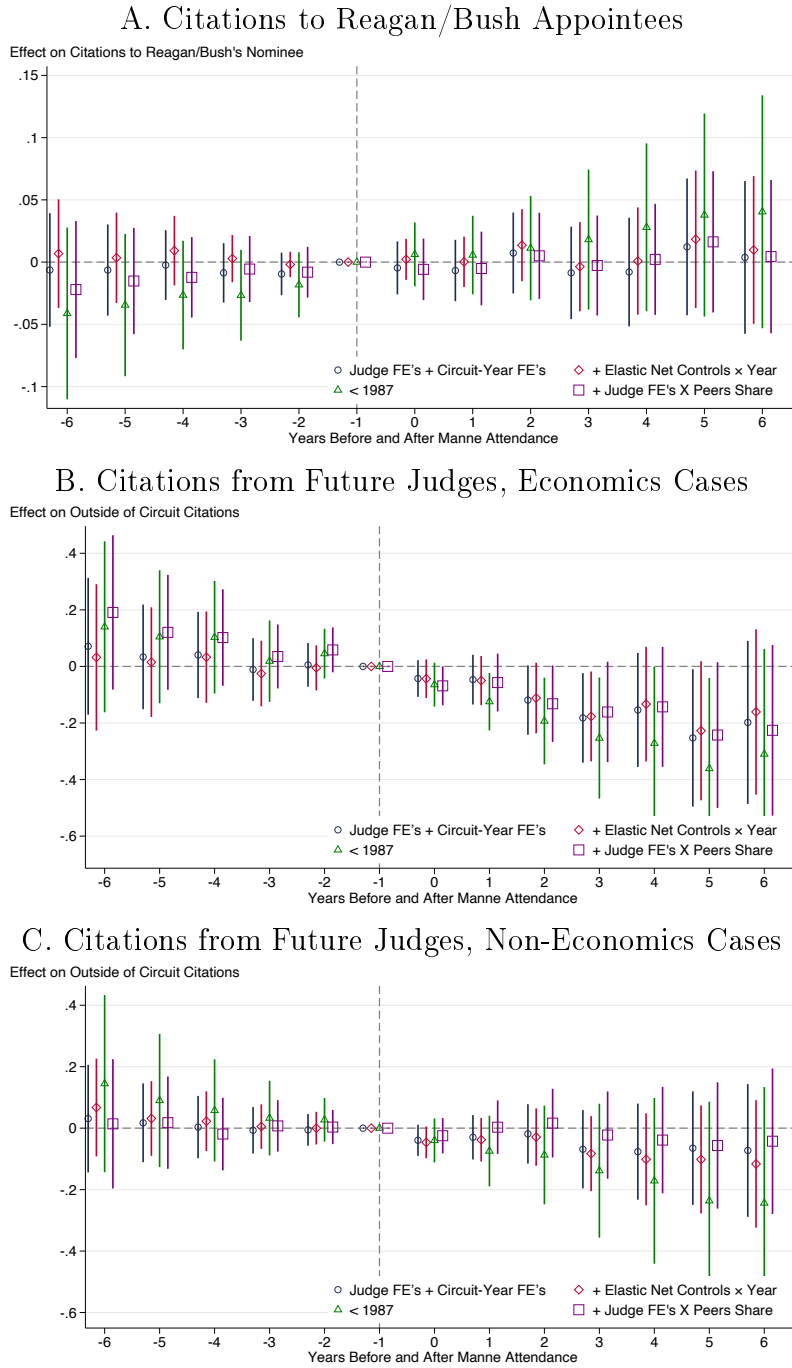 A. Citations to Reagan/Bush Appointees
Effect on Citations to Reagan/Bush's Nominee
.15
.1
.05
0
-.05
-.1
Judge FE's + Circuit-Year FE's
+ Elastic Net Controls × Year
< 1987
+ Judge FE's X Peers Share
-6 -5 -4 -3 -2 -1 0 1 2 3 4 5 6
Years Before and After Manne Attendance
B. Citations from Future Judges, Economics Cases
Effect on Outside of Circuit Citations
.4
.2
0
-.2
-.4
-.6
Judge FE's + Circuit-Year FE's
+ Elastic Net Controls × Year
< 1987
+ Judge FE's X Peers Share
-6 -5 -4 -3 -2 -1 0 1 2 3 4 5 6
Years Before and After Manne Attendance
C. Citations from Future Judges, Non-Economics Cases
Effect on Outside of Circuit Citations
.4
.2
0
-.2
-.4
-.6
Judge FE's + Circuit-Year FE's
+ Elastic Net Controls × Year
< 1987
+ Judge FE's X Peers Share
-6 -5 -4 -3 -2 -1 0 1 2 3 4 5 6
Years Before and After Manne Attendance